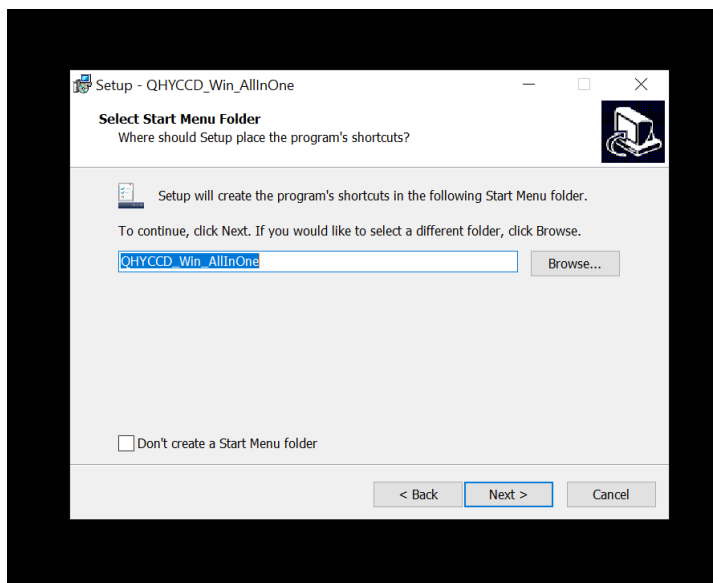 Setup - QHYCCD_Win_AllInOne
Select Start Menu Folder
Where should Setup place the program's shortcuts?
Setup will create the program's shortcuts in the following Start Menu folder.
To continue, click Next. If you would like to select a different folder, click Browse.
QHYCCD_Win_AllInOne
Browse...
Don't create a Start Menu folder
< Back
Next >
Cancel